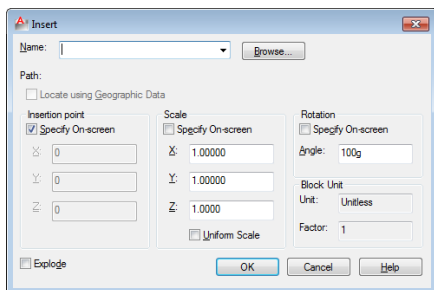 Insert
Name: Browse...
Path:
Locate using Geographic Data
Insertion point
Specify On-screen
X: 0
Y: 0
Z: 0
Scale
Specify On-screen
X: 1.00000
Y: 1.00000
Z: 1.0000
Uniform Scale
Rotation
Specify On-screen
Angle: 100g
Block Unit
Unit: Unitless
Factor: 1
Explode
OK Cancel Help